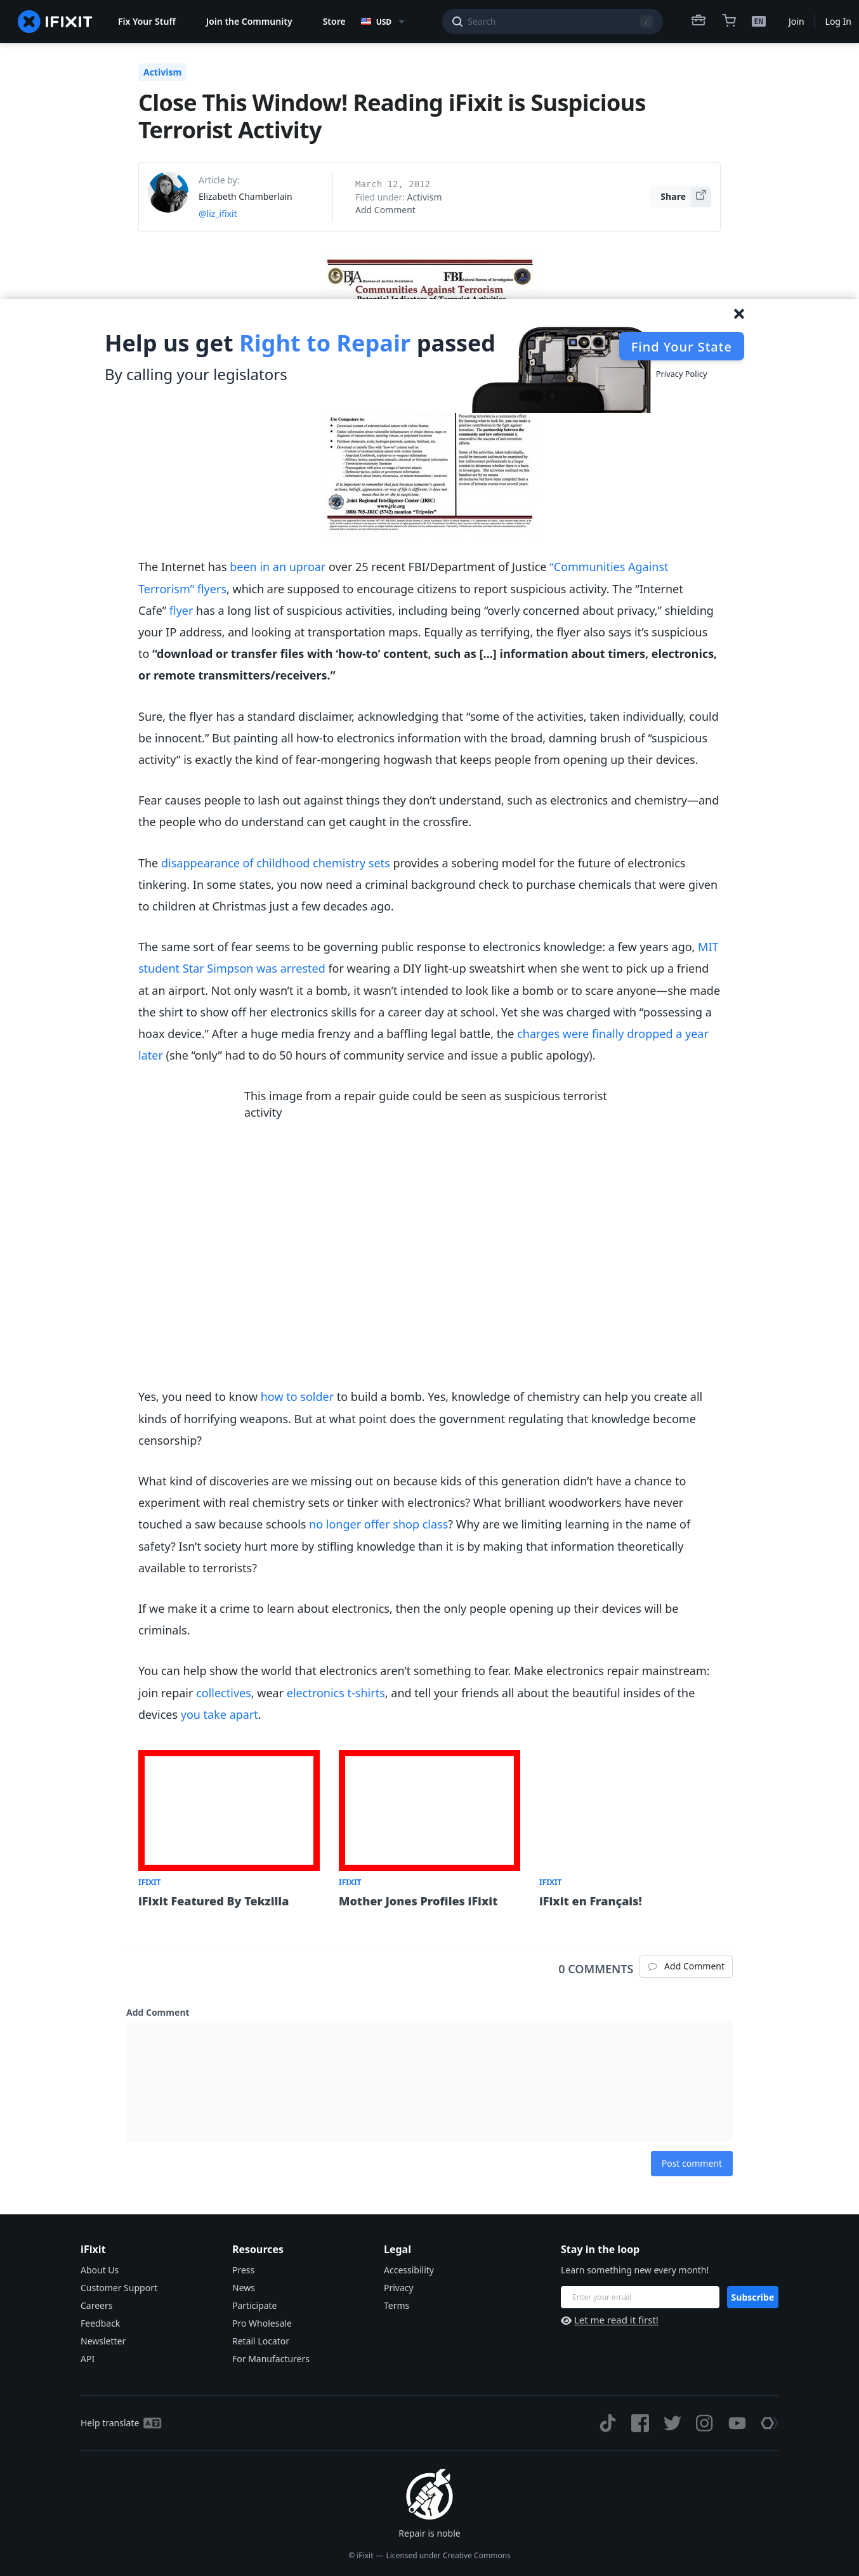 IFIXIT
Fix Your Stuff
Join the Community
Store
USD
Search
/
EN
Join
Log In
Activism
Close This Window! Reading iFixit is Suspicious
Terrorist Activity
Article by:
Elizabeth Chamberlain
@liz_ifixit
March 12, 2012
Filed under: Activism
Add Comment
Share
BJA Bureau of Justice Assistance
FBI Federal Bureau of Investigation
Communities Against Terrorism
Potential Indicators of Terrorist Activities
Help us get Right to Repair passed
By calling your legislators
Find Your State
Privacy Policy
Use Computers to:
Joint Regional Intelligence Center (JRIC)
www.jric.org
(888) 705-JRIC (5742) mention “Tripwire”
The Internet has been in an uproar over 25 recent FBI/Department of Justice “Communities Against
Terrorism” flyers, which are supposed to encourage citizens to report suspicious activity. The “Internet
Cafe” flyer has a long list of suspicious activities, including being “overly concerned about privacy,” shielding
your IP address, and looking at transportation maps. Equally as terrifying, the flyer also says it’s suspicious
to “download or transfer files with ‘how-to’ content, such as […] information about timers, electronics,
or remote transmitters/receivers.”
Sure, the flyer has a standard disclaimer, acknowledging that “some of the activities, taken individually, could
be innocent.” But painting all how-to electronics information with the broad, damning brush of “suspicious
activity” is exactly the kind of fear-mongering hogwash that keeps people from opening up their devices.
Fear causes people to lash out against things they don’t understand, such as electronics and chemistry—and
the people who do understand can get caught in the crossfire.
The disappearance of childhood chemistry sets provides a sobering model for the future of electronics
tinkering. In some states, you now need a criminal background check to purchase chemicals that were given
to children at Christmas just a few decades ago.
The same sort of fear seems to be governing public response to electronics knowledge: a few years ago, MIT
student Star Simpson was arrested for wearing a DIY light-up sweatshirt when she went to pick up a friend
at an airport. Not only wasn’t it a bomb, it wasn’t intended to look like a bomb or to scare anyone—she made
the shirt to show off her electronics skills for a career day at school. Yet she was charged with “possessing a
hoax device.” After a huge media frenzy and a baffling legal battle, the charges were finally dropped a year
later (she “only” had to do 50 hours of community service and issue a public apology).
This image from a repair guide could be seen as suspicious terrorist
activity
Yes, you need to know how to solder to build a bomb. Yes, knowledge of chemistry can help you create all
kinds of horrifying weapons. But at what point does the government regulating that knowledge become
censorship?
What kind of discoveries are we missing out on because kids of this generation didn’t have a chance to
experiment with real chemistry sets or tinker with electronics? What brilliant woodworkers have never
touched a saw because schools no longer offer shop class? Why are we limiting learning in the name of
safety? Isn’t society hurt more by stifling knowledge than it is by making that information theoretically
available to terrorists?
If we make it a crime to learn about electronics, then the only people opening up their devices will be
criminals.
You can help show the world that electronics aren’t something to fear. Make electronics repair mainstream:
join repair collectives, wear electronics t-shirts, and tell your friends all about the beautiful insides of the
devices you take apart.
IFIXIT
iFixit Featured By Tekzilla
IFIXIT
Mother Jones Profiles iFixit
IFIXIT
iFixit en Français!
0 COMMENTS
Add Comment
Add Comment
Post comment
iFixit
About Us
Customer Support
Careers
Feedback
Newsletter
API
Resources
Press
News
Participate
Pro Wholesale
Retail Locator
For Manufacturers
Legal
Accessibility
Privacy
Terms
Stay in the loop
Learn something new every month!
Enter your email
Subscribe
Let me read it first!
Help translate
Repair is noble
© iFixit — Licensed under Creative Commons